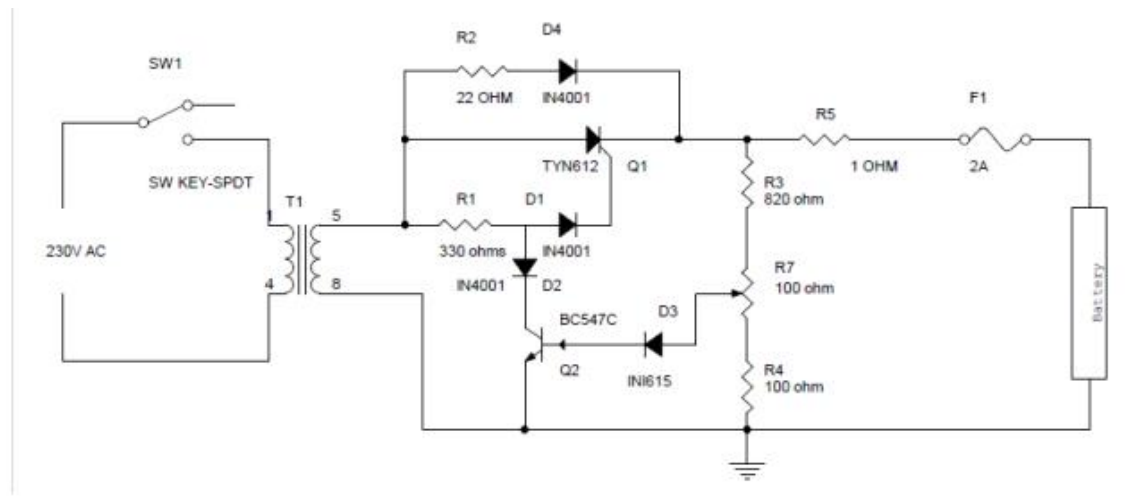 R2
D4
SW1
22 OHM
IN4001
F1
R5
TYN612
Q1
1 OHM
2A
SW KEY-SPDT
R3
820 ohm
T1
R1
D1
1
5
230V AC
330 ohms
IN4001
R7
100 ohm
IN4001
D2
4
8
Battery
BC547C
D3
Q2
INI615
R4
100 ohm